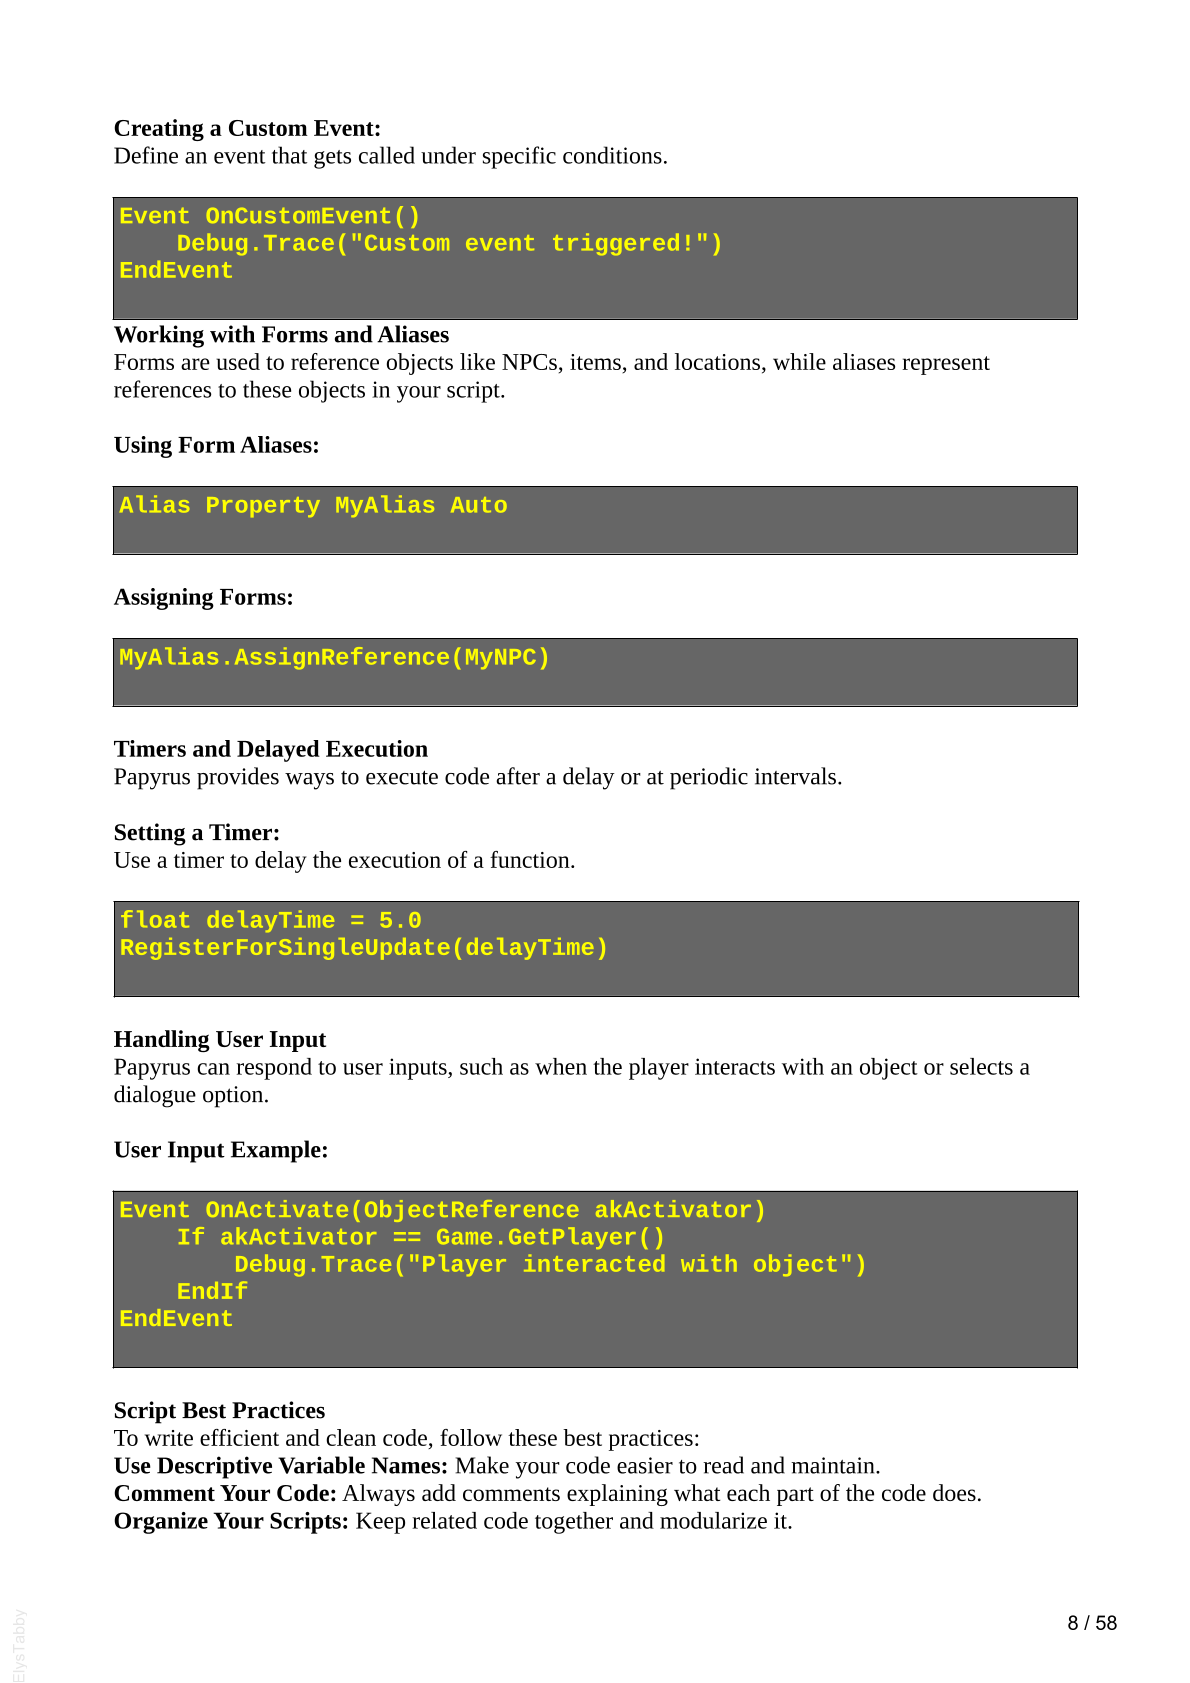 Creating a Custom Event:
Define an event that gets called under specific conditions.
Event OnCustomEvent()
    Debug.Trace("Custom event triggered!")
EndEvent
Working with Forms and Aliases
Forms are used to reference objects like NPCs, items, and locations, while aliases represent
references to these objects in your script.
Using Form Aliases:
Alias Property MyAlias Auto
Assigning Forms:
MyAlias.AssignReference(MyNPC)
Timers and Delayed Execution
Papyrus provides ways to execute code after a delay or at periodic intervals.
Setting a Timer:
Use a timer to delay the execution of a function.
float delayTime = 5.0
RegisterForSingleUpdate(delayTime)
Handling User Input
Papyrus can respond to user inputs, such as when the player interacts with an object or selects a
dialogue option.
User Input Example:
Event OnActivate(ObjectReference akActivator)
    If akActivator == Game.GetPlayer()
        Debug.Trace("Player interacted with object")
    EndIf
EndEvent
Script Best Practices
To write efficient and clean code, follow these best practices:
Use Descriptive Variable Names: Make your code easier to read and maintain.
Comment Your Code: Always add comments explaining what each part of the code does.
Organize Your Scripts: Keep related code together and modularize it.
8 / 58
ElysTabby